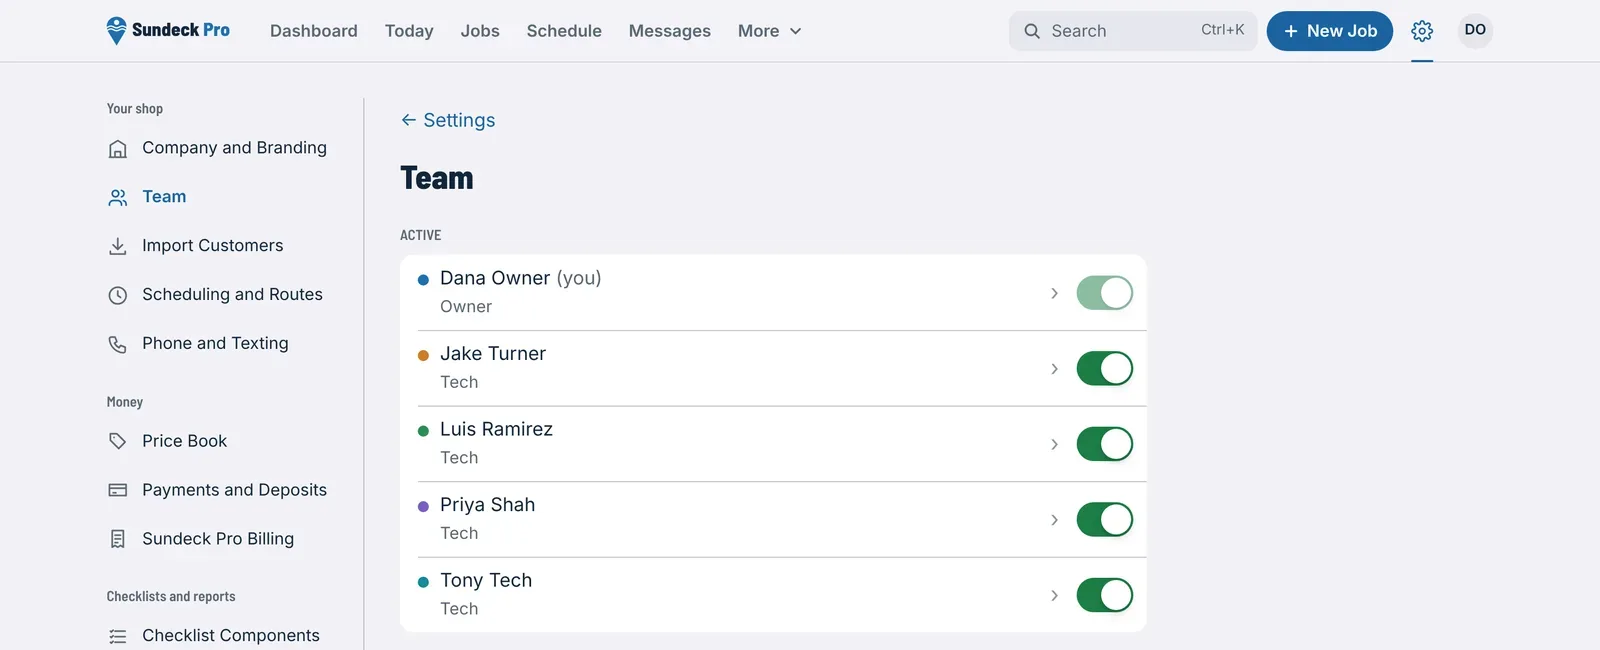 Sundeck Pro
Dashboard
Today
Jobs
Schedule
Messages
More
Search
Ctrl+K
+ New Job
DO
Your shop
Company and Branding
Team
Import Customers
Scheduling and Routes
Phone and Texting
Money
Price Book
Payments and Deposits
Sundeck Pro Billing
Checklists and reports
Checklist Components
← Settings
Team
ACTIVE
Dana Owner (you)
Owner
Jake Turner
Tech
Luis Ramirez
Tech
Priya Shah
Tech
Tony Tech
Tech